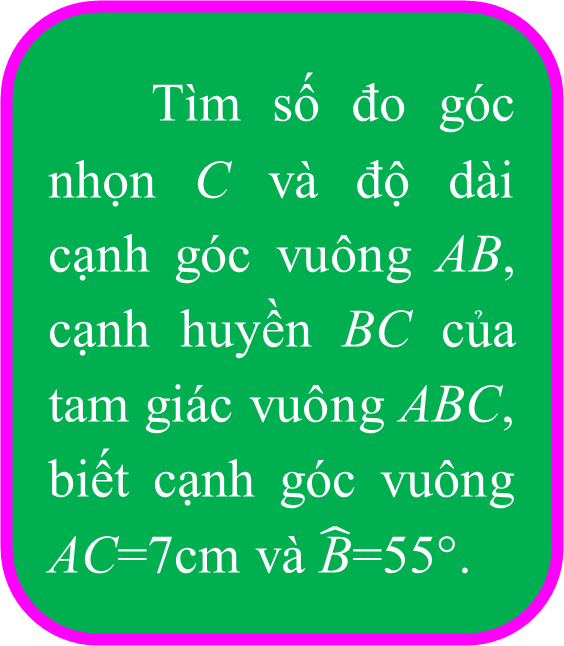 Tìm số đo góc
nhọn C và độ dài
cạnh góc vuông AB,
cạnh huyền BC của
tam giác vuông ABC,
biết cạnh góc vuông
AC=7cm và B̂=55°.